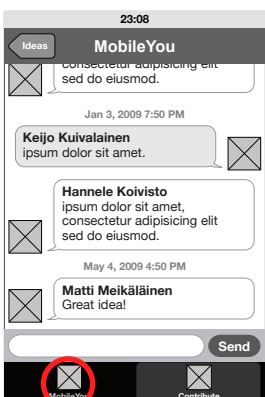 23:08
Ideas
MobileYou
consectetur adipisicing elit
sed do eiusmod.
Jan 3, 2009 7:50 PM
Keijo Kuivalainen
ipsum dolor sit amet.
Hannele Koivisto
ipsum dolor sit amet,
consectetur adipisicing elit
sed do eiusmod.
May 4, 2009 4:50 PM
Matti Meikäläinen
Great idea!
Send
MobileYou
Contribute